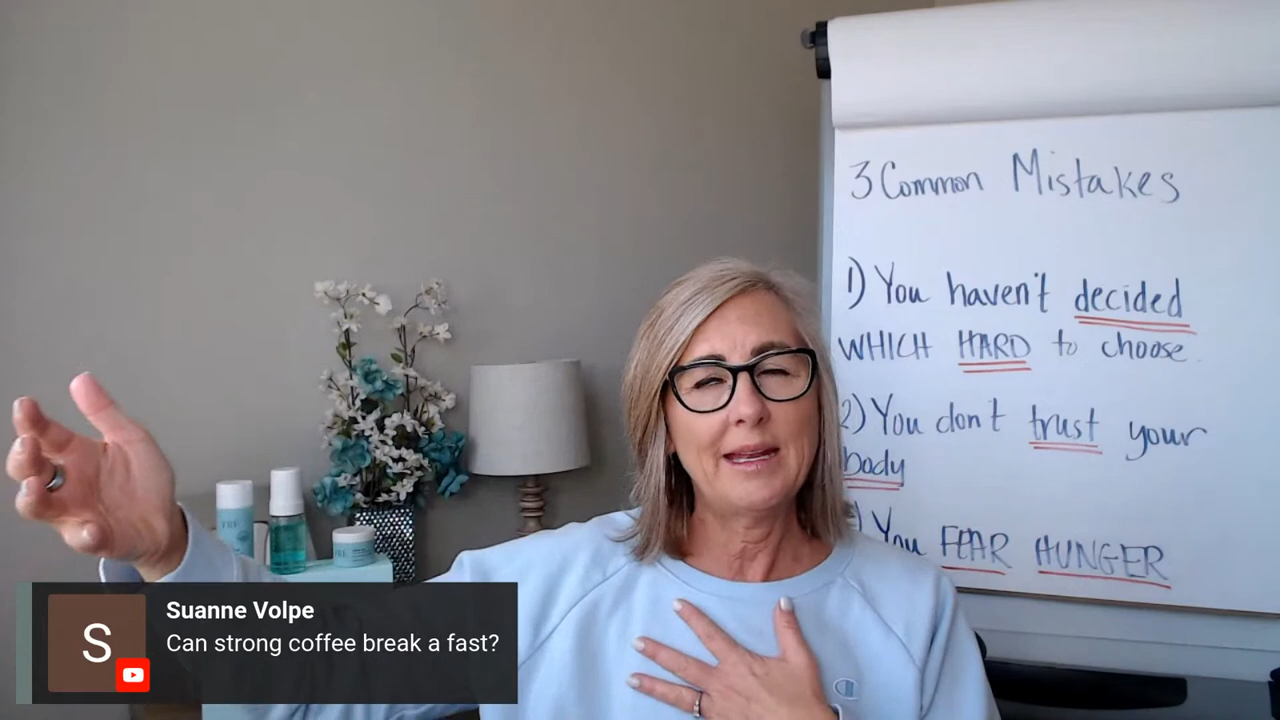 3 Common Mistakes
1) You haven't decided
WHICH HARD to choose.
2) You don't trust your
body
You FEAR HUNGER
Suanne Volpe
Can strong coffee break a fast?
S